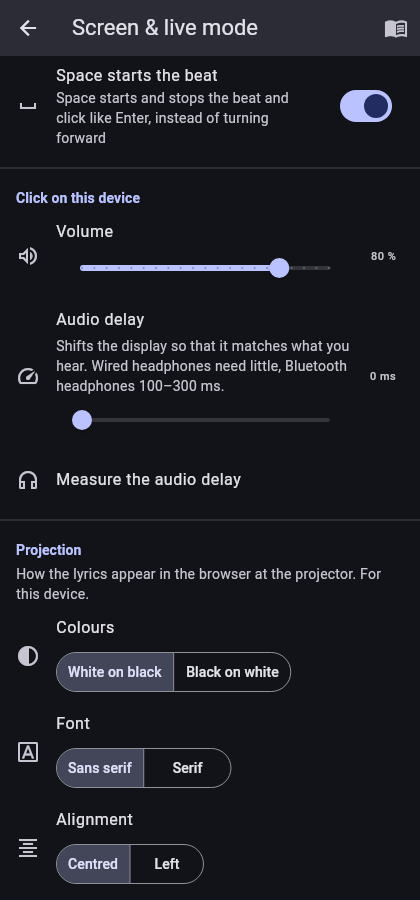 Screen & live mode
Space starts the beat
Space starts and stops the beat and
click like Enter, instead of turning
forward
Click on this device
Volume
80 %
Audio delay
Shifts the display so that it matches what you
hear. Wired headphones need little, Bluetooth
headphones 100–300 ms.
0 ms
Measure the audio delay
Projection
How the lyrics appear in the browser at the projector. For
this device.
Colours
White on black
Black on white
Font
Sans serif
Serif
Alignment
Centred
Left